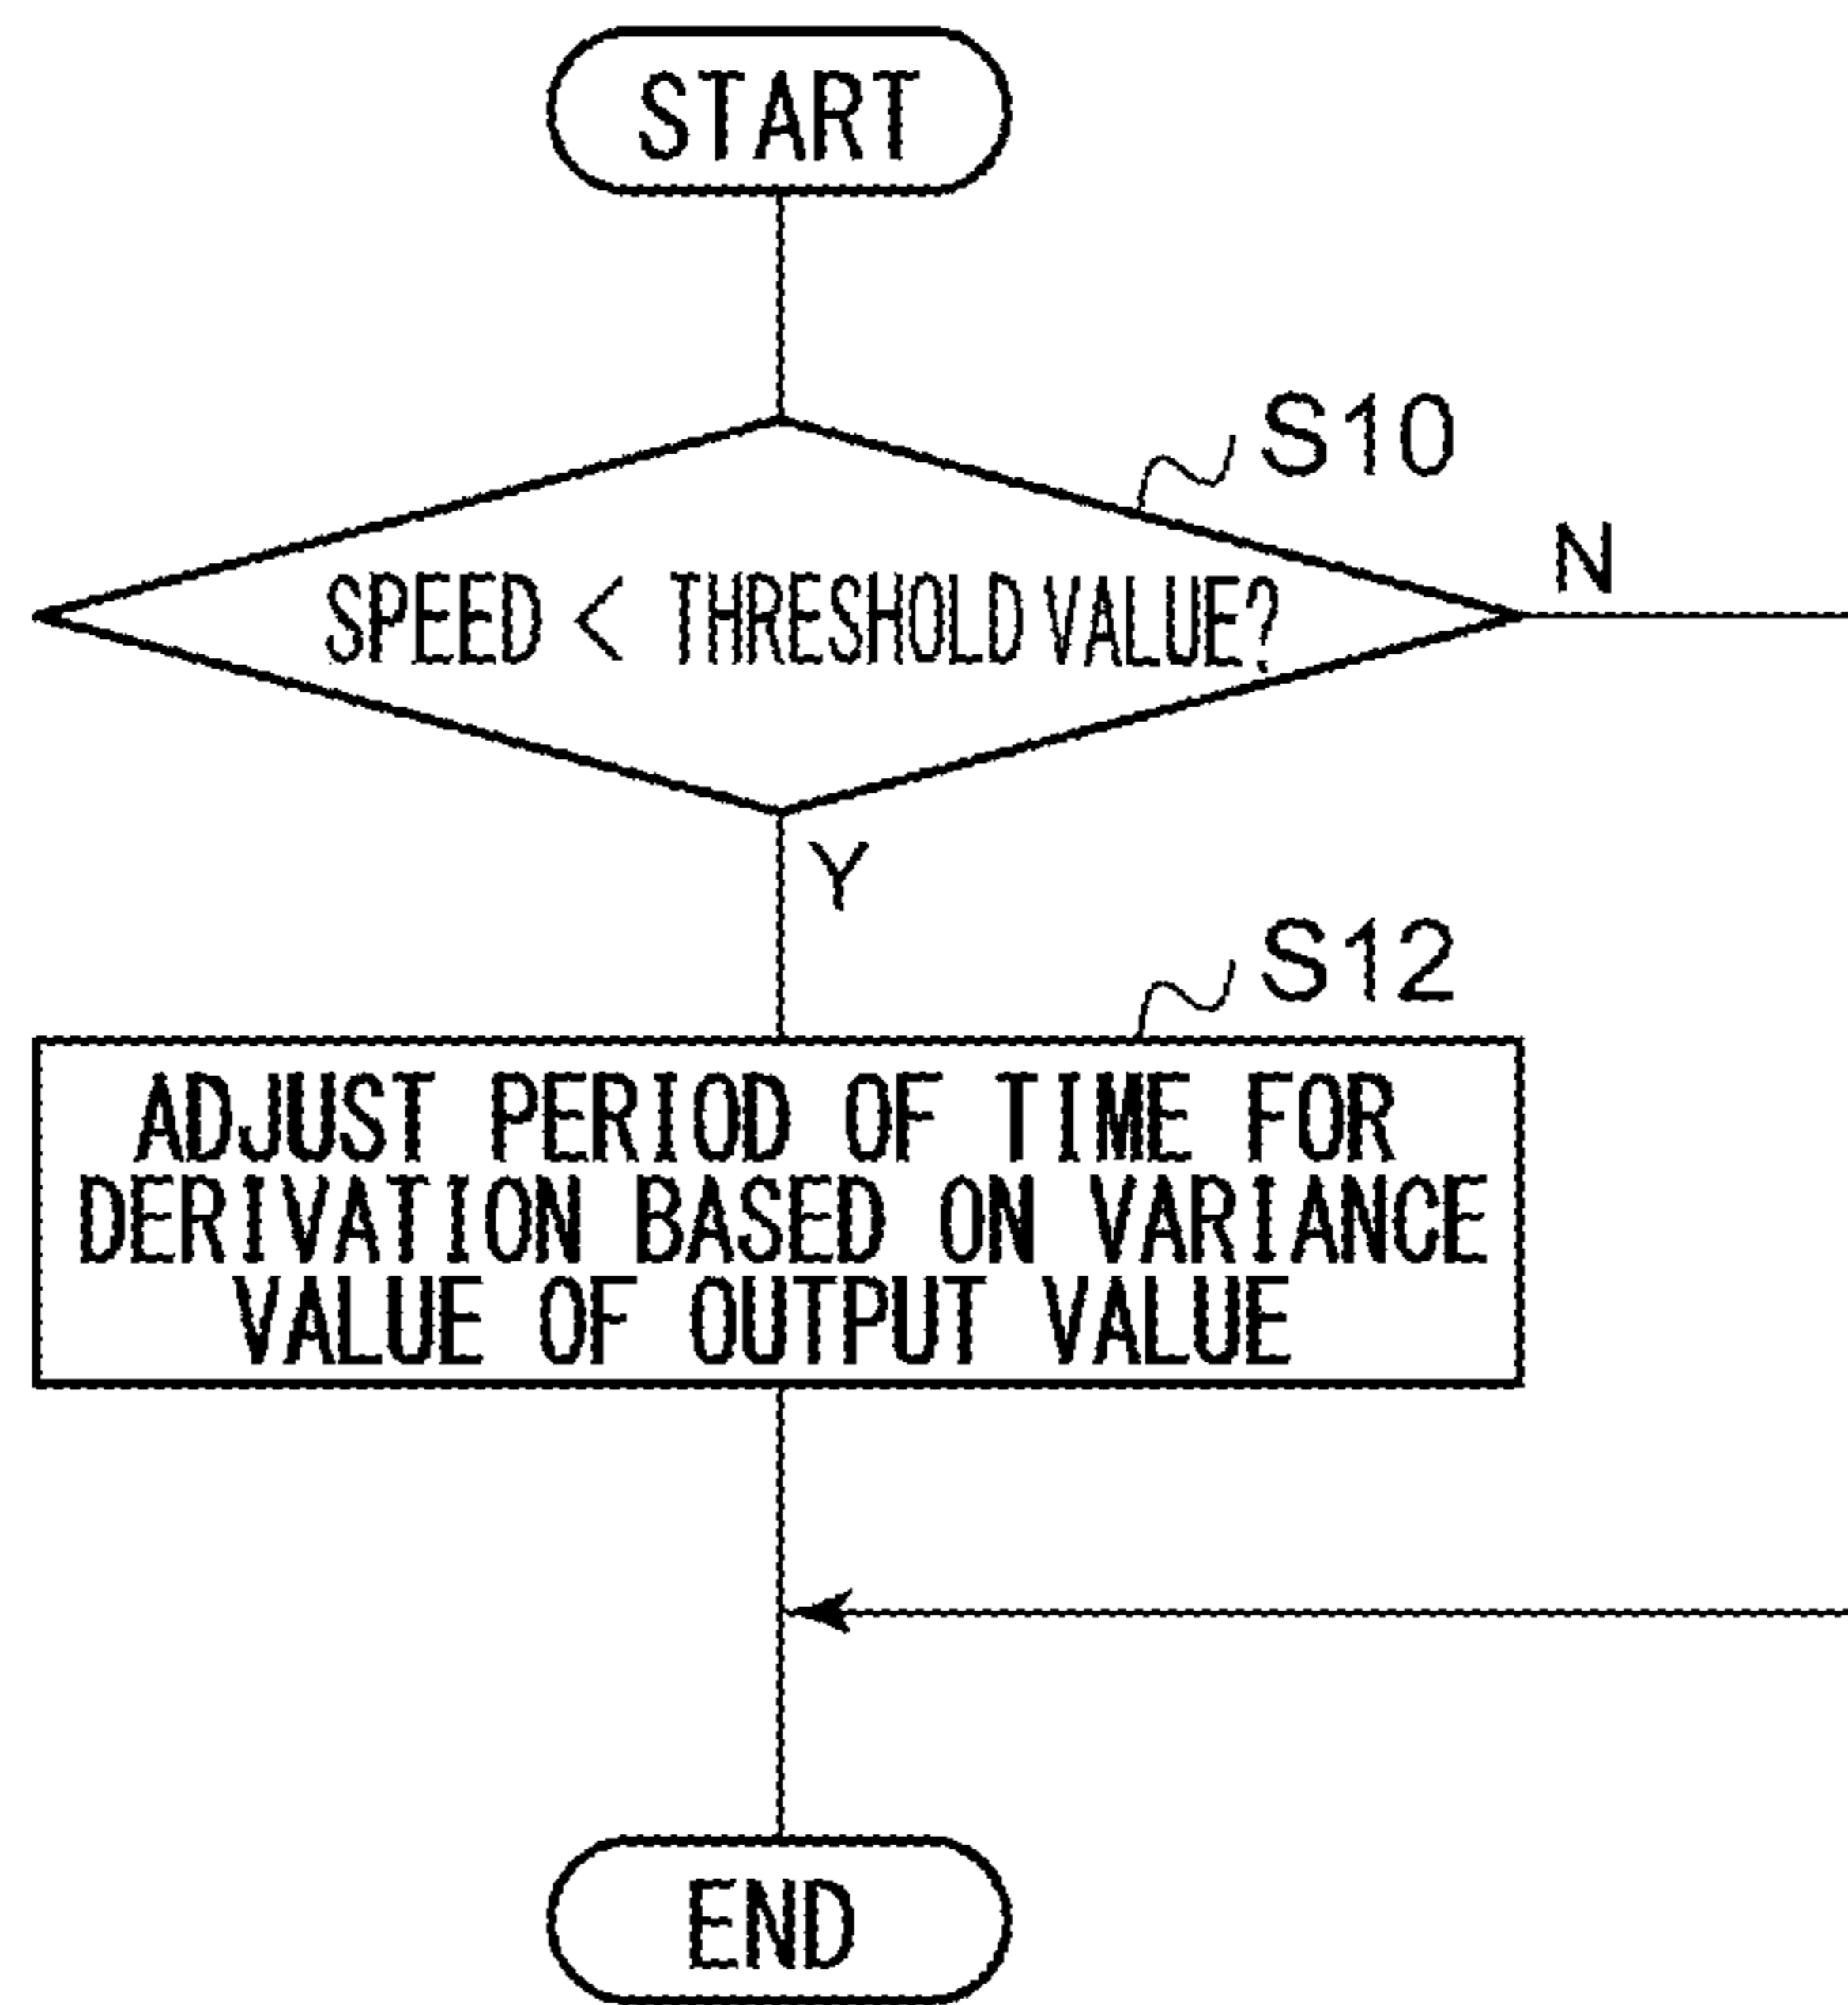 START
S10
SPEED < THRESHOLD VALUE?
N
Y
S12
ADJUST PERIOD OF TIME FOR
DERIVATION BASED ON VARIANCE
VALUE OF OUTPUT VALUE
END